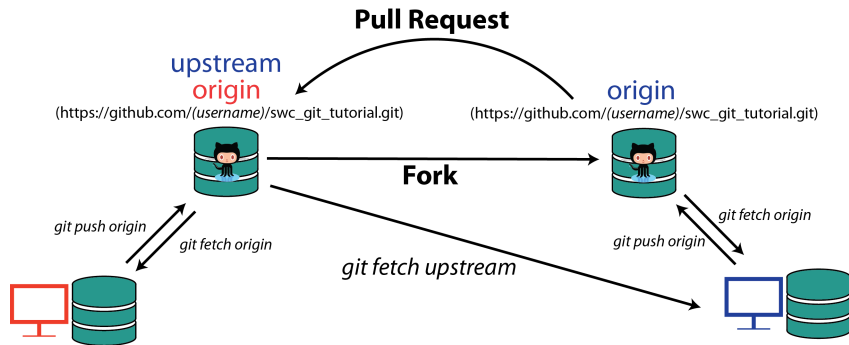 Pull Request
upstream
origin
(https://github.com/(username)/swc_git_tutorial.git)
origin
(https://github.com/(username)/swc_git_tutorial.git)
Fork
git push origin
git fetch origin
git fetch upstream
git fetch origin
git push origin